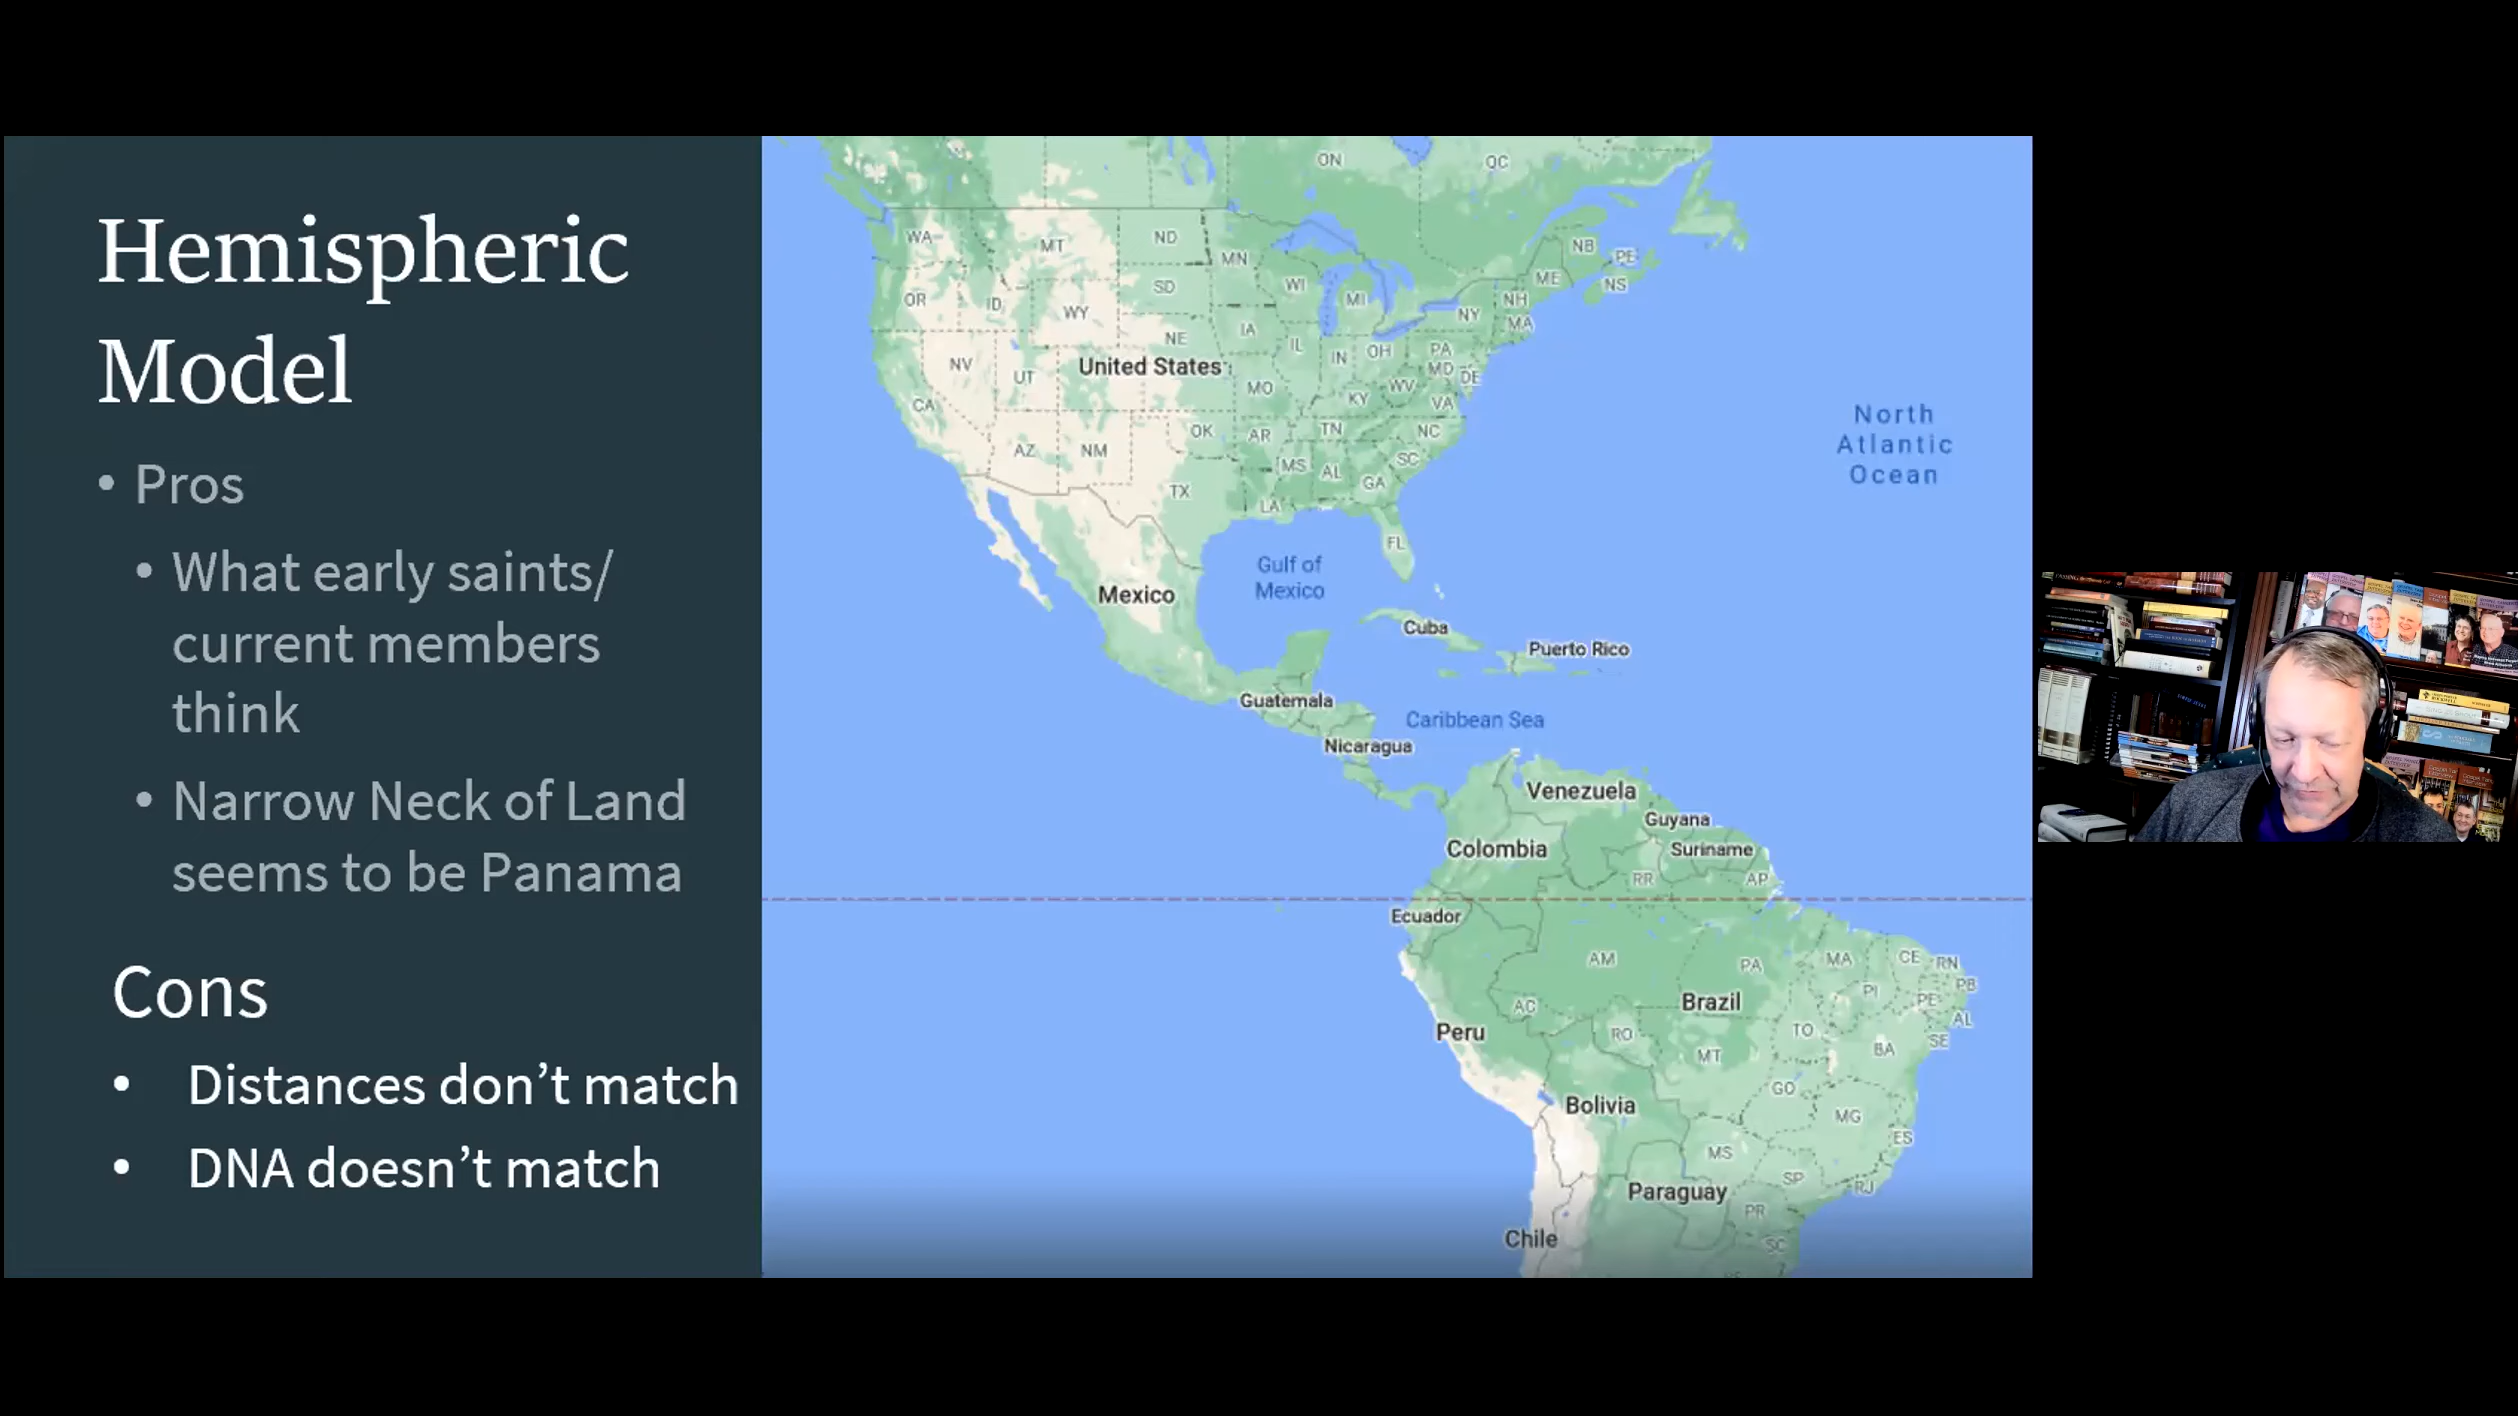 Hemispheric
Model
• Pros
• What early saints/
current members
think
• Narrow Neck of Land
seems to be Panama
Cons
• Distances don’t match
• DNA doesn’t match
ON
QC
WA
MT
ND
MN
NB
PE
OR
ID
SD
WI
MI
ME
NS
WY
NH
NY
MA
NE
IA
NV
UT
United States
IL
IN
OH
PA
MD
DE
CA
MO
KY
WV
VA
AZ
NM
OK
AR
TN
NC
TX
MS
AL
SC
GA
LA
FL
North
Atlantic
Ocean
Gulf of
Mexico
Mexico
Cuba
Puerto Rico
Guatemala
Caribbean Sea
Nicaragua
Venezuela
Guyana
Colombia
Suriname
RR
AP
Ecuador
AM
PA
MA
CE
RN
PB
PI
PE
AC
Brazil
AL
Peru
RO
TO
SE
MT
BA
GO
Bolivia
MG
ES
MS
SP
Paraguay
RJ
PR
Chile
SC